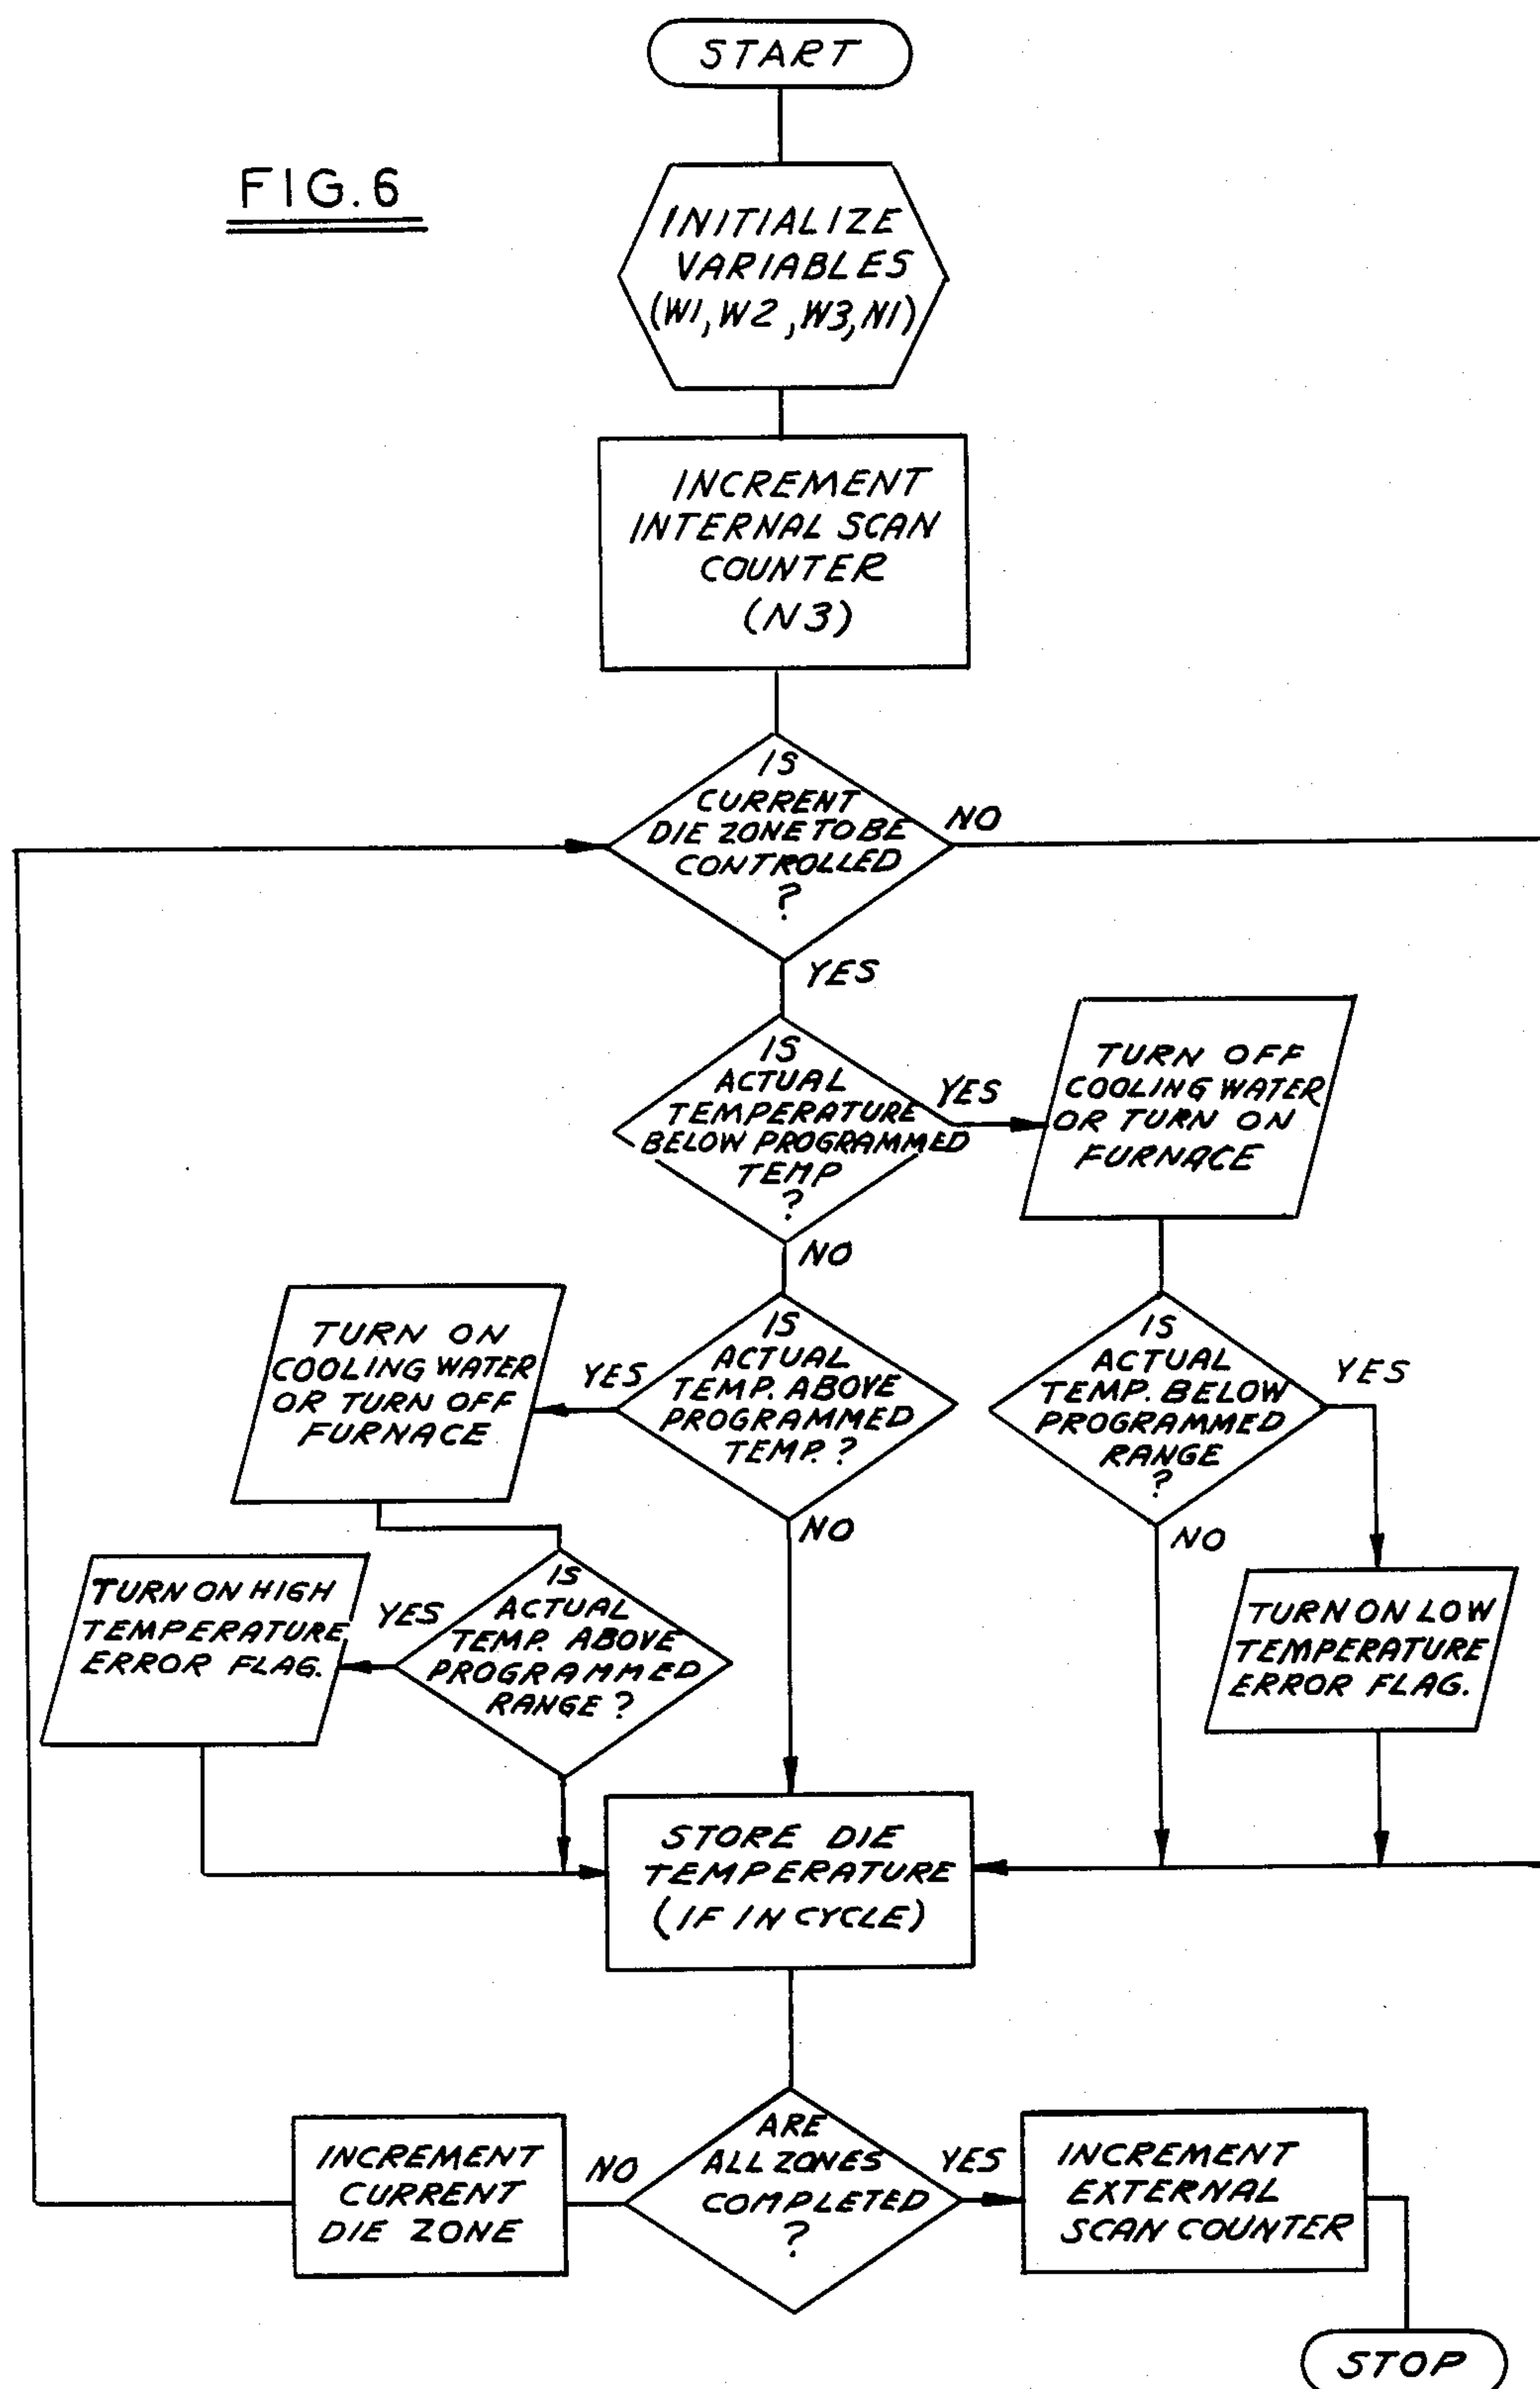 START
FIG.6
INITIALIZE
VARIABLES
(W1,W2,W3,N1)
INCREMENT
INTERNAL SCAN
COUNTER
(N3)
IS
CURRENT
DIE ZONE TO BE
CONTROLLED
?
NO
YES
IS
ACTUAL
TEMPERATURE
BELOW PROGRAMMED
TEMP
?
YES
TURN OFF
COOLING WATER
OR TURN ON
FURNACE
NO
TURN ON
COOLING WATER
OR TURN OFF
FURNACE
YES
IS
ACTUAL
TEMP. ABOVE
PROGRAMMED
TEMP.?
NO
IS
ACTUAL
TEMP. BELOW
PROGRAMMED
RANGE
?
YES
NO
TURN ON HIGH
TEMPERATURE
ERROR FLAG.
YES
IS
ACTUAL
TEMP. ABOVE
PROGRAMMED
RANGE?
TURN ON LOW
TEMPERATURE
ERROR FLAG.
STORE DIE
TEMPERATURE
(IF IN CYCLE)
INCREMENT
CURRENT
DIE ZONE
NO
ARE
ALL ZONES
COMPLETED
?
YES
INCREMENT
EXTERNAL
SCAN COUNTER
STOP